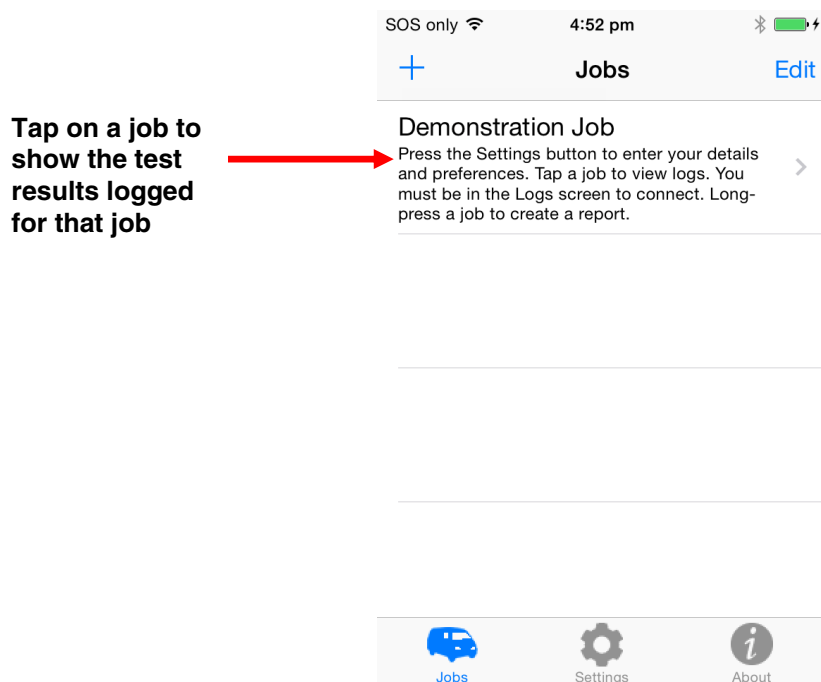 SOS only 4:52 pm
Jobs Edit
Tap on a job to
show the test
results logged
for that job
Demonstration Job
Press the Settings button to enter your details
and preferences. Tap a job to view logs. You
must be in the Logs screen to connect. Long-
press a job to create a report.
Jobs Settings About